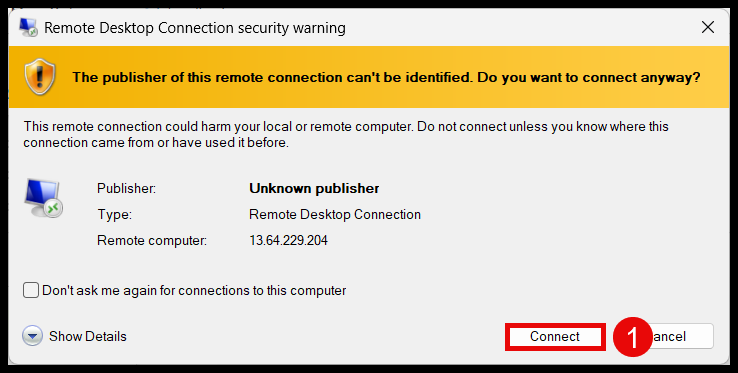 Remote Desktop Connection security warning
The publisher of this remote connection can't be identified. Do you want to connect anyway?
This remote connection could harm your local or remote computer. Do not connect unless you know where this
connection came from or have used it before.
Publisher: Unknown publisher
Type: Remote Desktop Connection
Remote computer: 13.64.229.204
Don't ask me again for connections to this computer
Show Details Connect 1 ancel